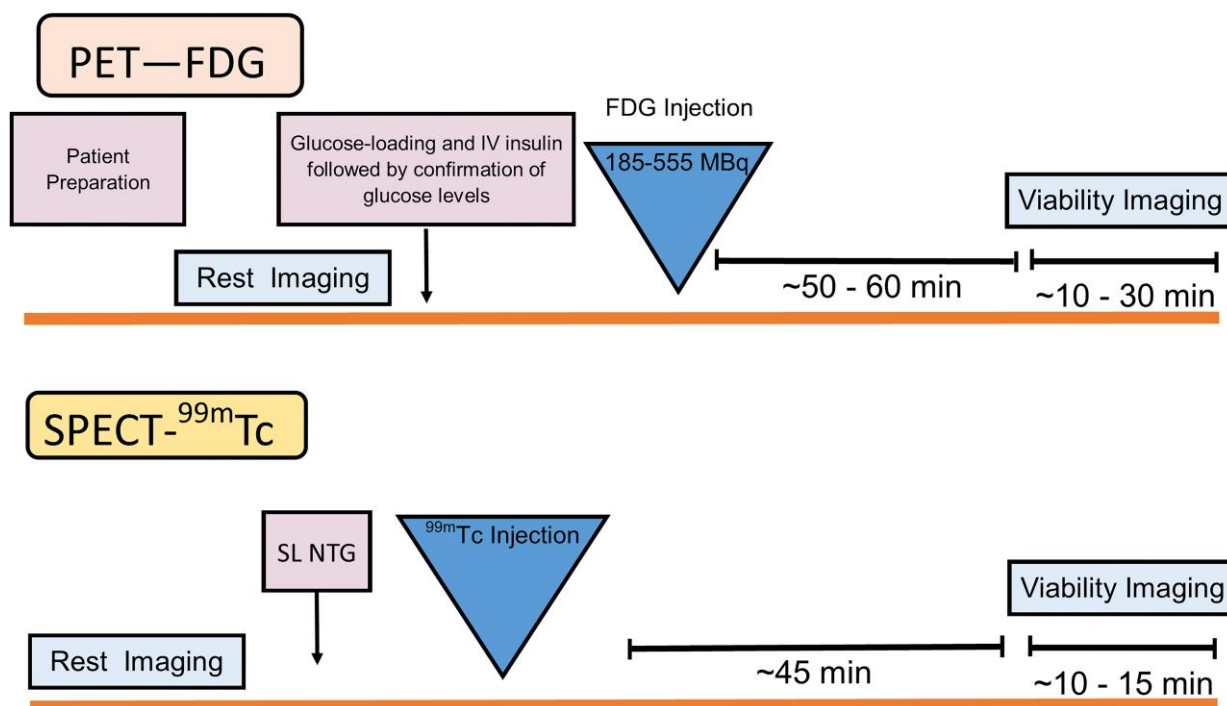 PET—FDG
Patient
Preparation
Rest Imaging
Glucose-loading and IV insulin
followed by confirmation of
glucose levels
FDG Injection
185-555 MBq
~50 - 60 min
Viability Imaging
~10 - 30 min
SPECT-⁹⁹ᵐTc
Rest Imaging
SL NTG
⁹⁹ᵐTc Injection
~45 min
Viability Imaging
~10 - 15 min